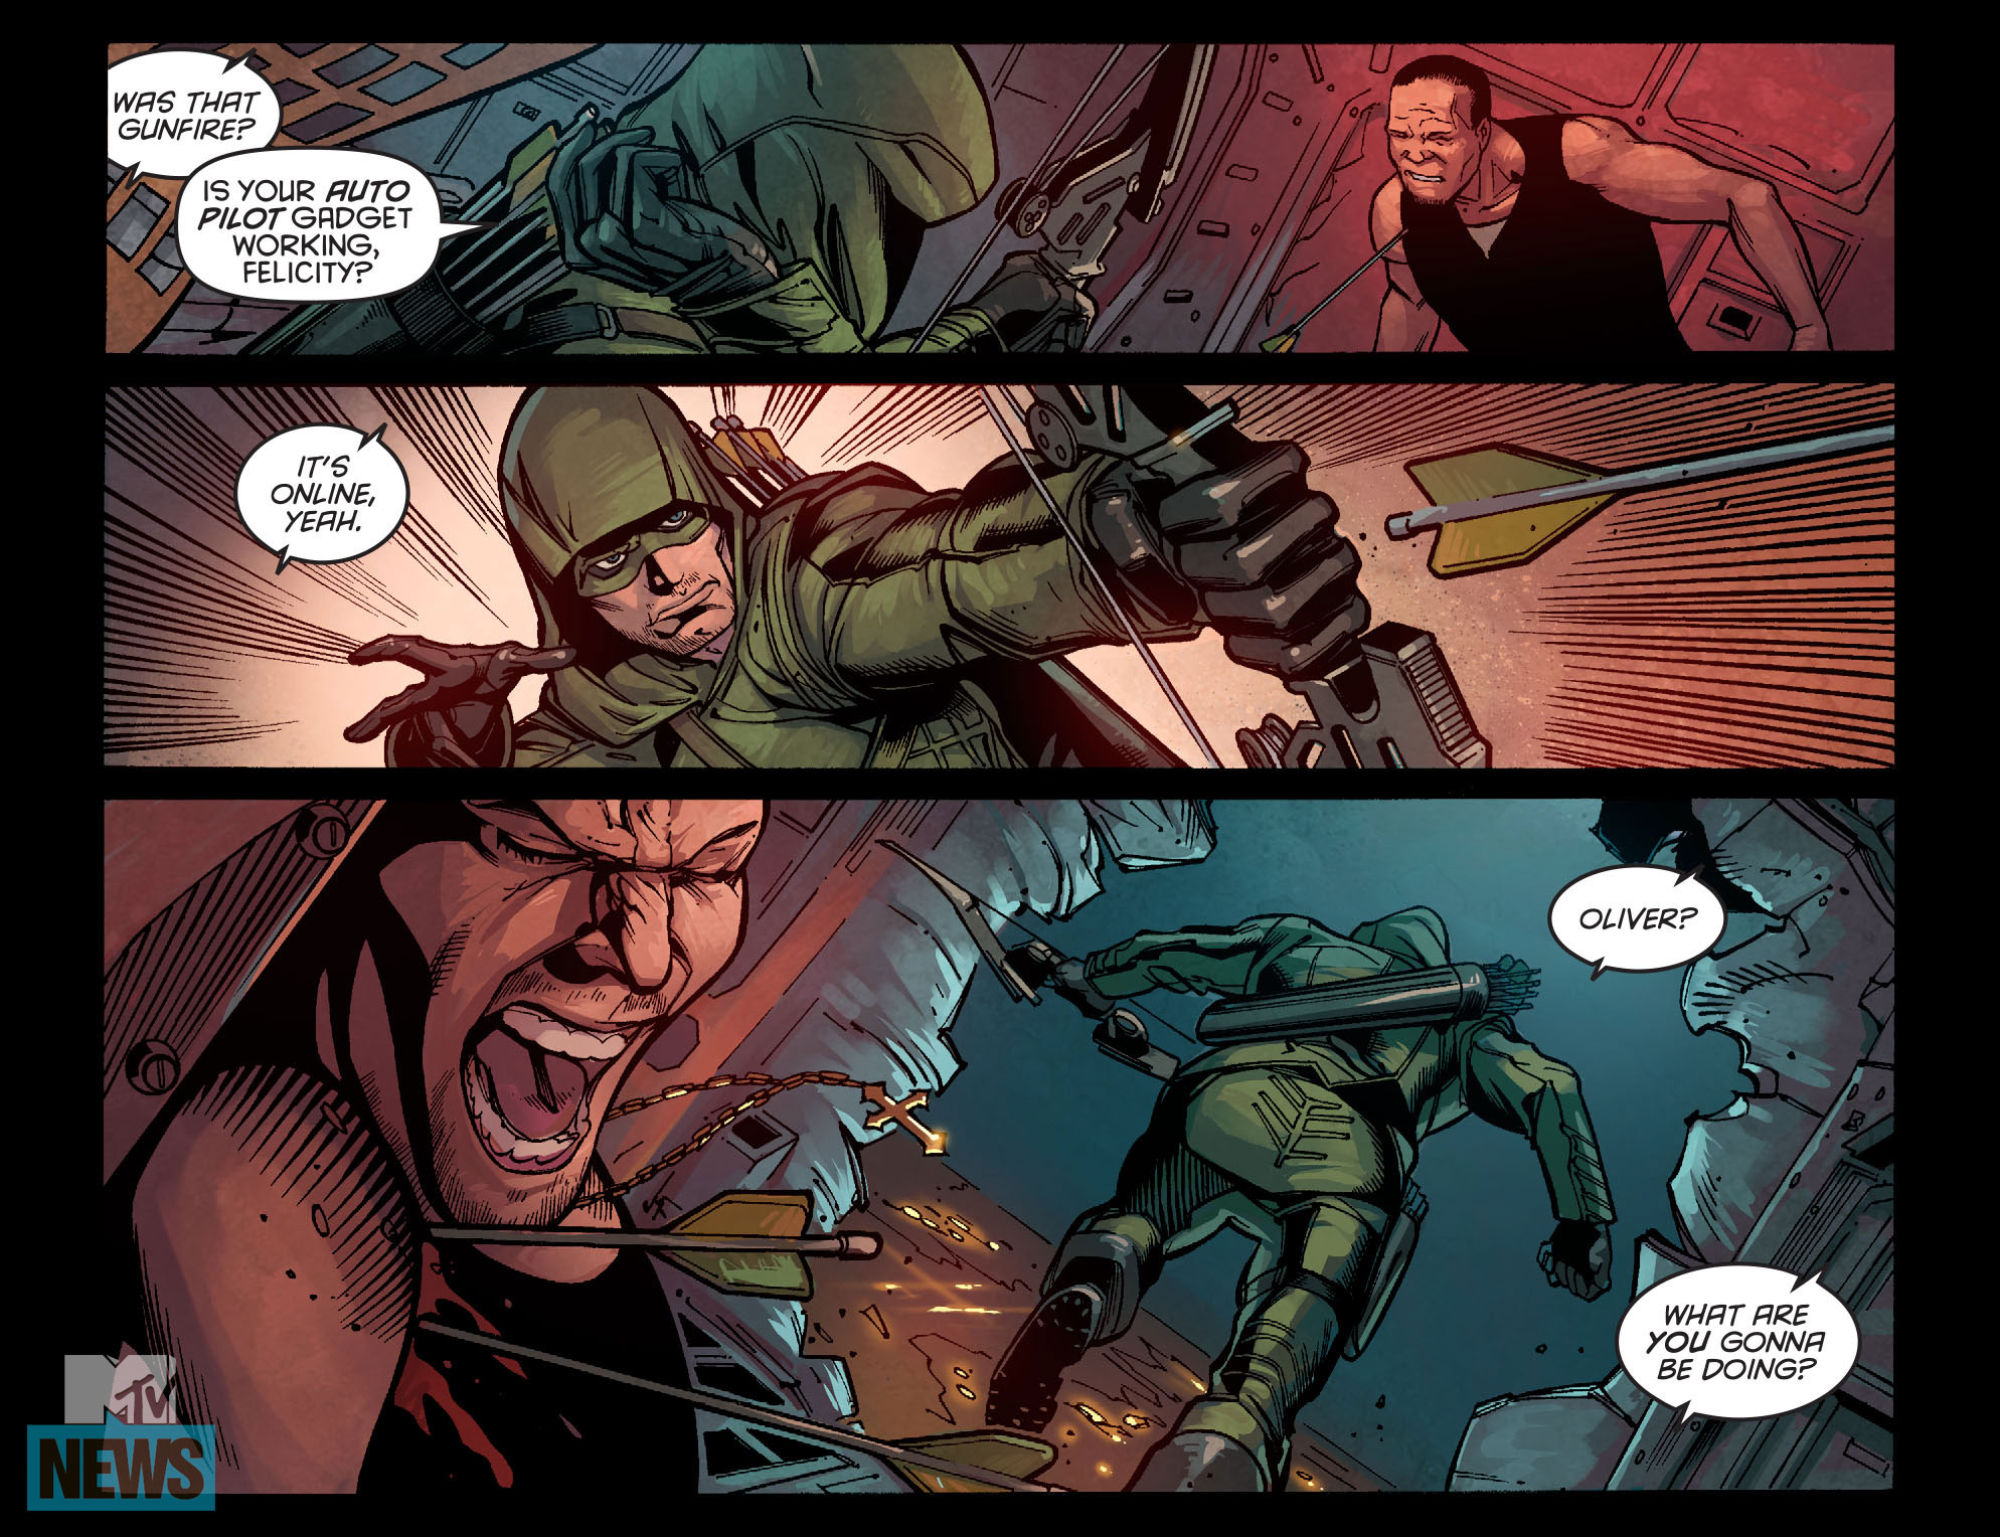 WAS THAT
GUNFIRE?
IS YOUR AUTO
PILOT GADGET
WORKING,
FELICITY?
IT'S
ONLINE,
YEAH.
OLIVER?
WHAT ARE
YOU GONNA
BE DOING?
MTV
NEWS